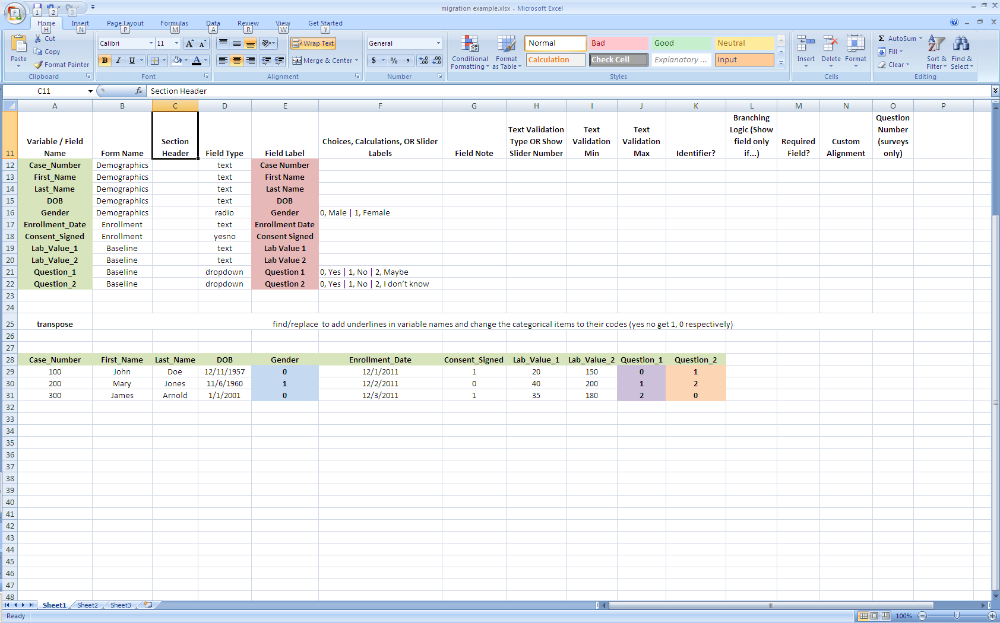 migration example.xlsx - Microsoft Excel
F 1 2 3
Home Insert Page Layout Formulas Data Review View Get Started
H N P M A R W Y
Paste Cut Copy Format Painter
Clipboard
Calibri 11 A A
B I U A
Font
Wrap Text
Merge & Center
Alignment
General
$ % ,
Number
Conditional Formatting Format as Table
Normal Bad Good Neutral
Calculation Check Cell Explanatory ... Input
Styles
Insert Delete Format
Cells
Σ AutoSum Fill Clear
Sort & Filter Find & Select
Editing
C11 fx Section Header
A B C D E F G H I J K L M N O P
11 Variable / Field Name Form Name Section Header Field Type Field Label Choices, Calculations, OR Slider Labels Field Note Text Validation Type OR Show Slider Number Text Validation Min Text Validation Max Identifier? Branching Logic (Show field only if...) Required Field? Custom Alignment Question Number (surveys only)
12 Case_Number Demographics text Case Number
13 First_Name Demographics text First Name
14 Last_Name Demographics text Last Name
15 DOB Demographics text DOB
16 Gender Demographics radio Gender 0, Male | 1, Female
17 Enrollment_Date Enrollment text Enrollment Date
18 Consent_Signed Enrollment yesno Consent Signed
19 Lab_Value_1 Baseline text Lab Value 1
20 Lab_Value_2 Baseline text Lab Value 2
21 Question_1 Baseline dropdown Question 1 0, Yes | 1, No | 2, Maybe
22 Question_2 Baseline dropdown Question 2 0, Yes | 1, No | 2, I don't know
23
24
25 transpose find/replace to add underlines in variable names and change the categorical items to their codes (yes no get 1, 0 respectively)
26
27
28 Case_Number First_Name Last_Name DOB Gender Enrollment_Date Consent_Signed Lab_Value_1 Lab_Value_2 Question_1 Question_2
29 100 John Doe 12/11/1957 0 12/1/2011 1 20 150 0 1
30 200 Mary Jones 11/6/1960 1 12/2/2011 0 40 200 1 2
31 300 James Arnold 1/1/2001 0 12/3/2011 1 35 180 2 0
32
33
34
35
36
37
38
39
40
41
42
43
44
45
46
47
48
Sheet1 Sheet2 Sheet3
Ready 100%